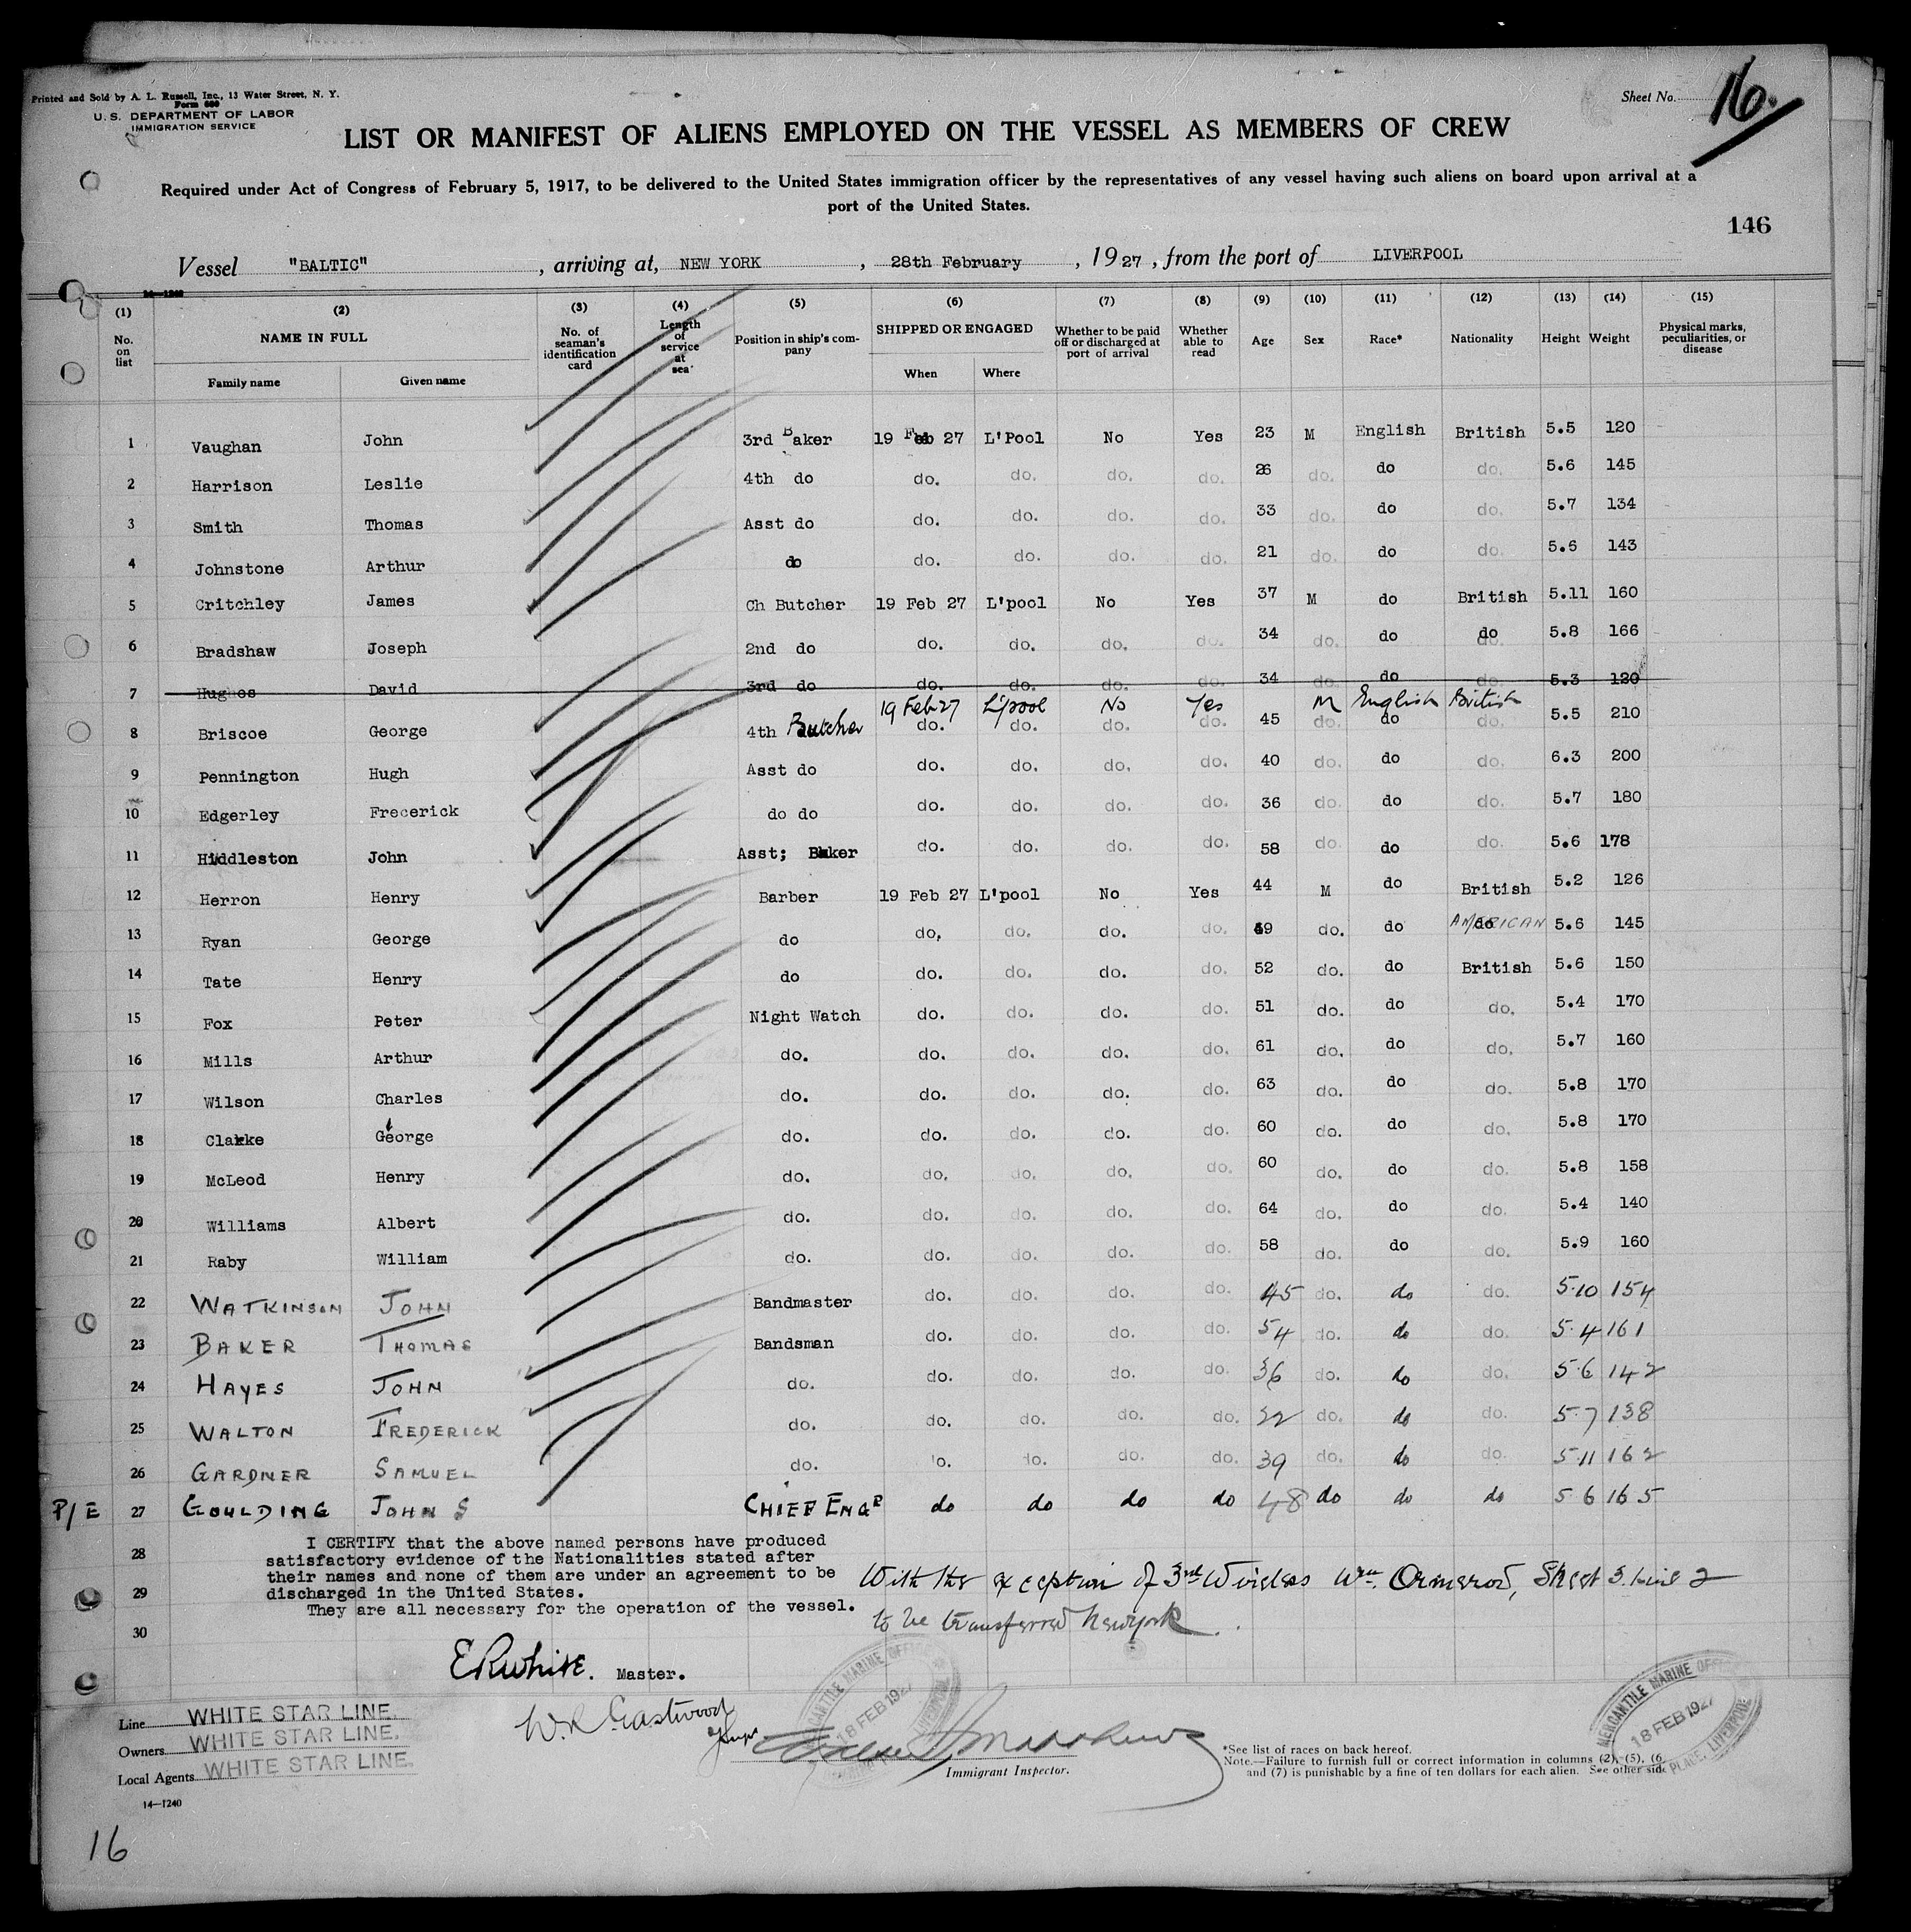 Printed and Sold by A. L. Russell, Inc., 13 Water Street, N. Y.
Form 680
U. S. DEPARTMENT OF LABOR
IMMIGRATION SERVICE
Sheet No. 16.
LIST OR MANIFEST OF ALIENS EMPLOYED ON THE VESSEL AS MEMBERS OF CREW
Required under Act of Congress of February 5, 1917, to be delivered to the United States immigration officer by the representatives of any vessel having such aliens on board upon arrival at a
port of the United States.
146
Vessel "BALTIC" , arriving at, NEW YORK , 28th February , 1927 , from the port of LIVERPOOL
14—1240
(1) (2) (3) (4) (5) (6) (7) (8) (9) (10) (11) (12) (13) (14) (15)
No. on list NAME IN FULL No. of seaman's identification card Length of service at sea Position in ship's company SHIPPED OR ENGAGED Whether to be paid off or discharged at port of arrival Whether able to read Age Sex Race* Nationality Height Weight Physical marks, peculiarities, or disease
Family name Given name When Where
1 Vaughan John 3rd Baker 19 Feb 27 L'Pool No Yes 23 M English British 5.5 120
2 Harrison Leslie 4th do do. do. do. do. 26 do. do do. 5.6 145
3 Smith Thomas Asst do do. do. do. do. 33 do. do do. 5.7 134
4 Johnstone Arthur do do. do. do. do. 21 do. do do. 5.6 143
5 Critchley James Ch Butcher 19 Feb 27 L'pool No Yes 37 M do British 5.11 160
6 Bradshaw Joseph 2nd do do. do. do. do. 34 do. do do 5.8 166
7 Hughes David 3rd do do. do. do. do. 34 do. do do. 5.3 120
19 Feb 27 L'pool No Yes M English British
8 Briscoe George 4th Butcher do. do. do. do. 45 do. do do. 5.5 210
9 Pennington Hugh Asst do do. do. do. do. 40 do. do do. 6.3 200
10 Edgerley Frecerick do do do. do. do. do. 36 do. do do. 5.7 180
11 Hiddleston John Asst; Baker do. do. do. do. 58 do. do do. 5.6 178
12 Herron Henry Barber 19 Feb 27 L'pool No Yes 44 M do British 5.2 126
13 Ryan George do do. do. do. do. 49 do. do AMERICAN 5.6 145
14 Tate Henry do do. do. do. do. 52 do. do British 5.6 150
15 Fox Peter Night Watch do. do. do. do. 51 do. do do. 5.4 170
16 Mills Arthur do. do. do. do. do. 61 do. do do. 5.7 160
17 Wilson Charles do. do. do. do. do. 63 do. do do. 5.8 170
18 Clakke George do. do. do. do. do. 60 do. do do. 5.8 170
19 McLeod Henry do. do. do. do. do. 60 do. do do. 5.8 158
20 Williams Albert do. do. do. do. do. 64 do. do do. 5.4 140
21 Raby William do. do. do. do. do. 58 do. do do. 5.9 160
22 WATKINSON JOHN Bandmaster do. do. do. do. 45 do. do do. 5.10 154
23 BAKER THOMAS Bandsman do. do. do. do. 54 do. do do. 5.4 161
24 HAYES JOHN do. do. do. do. do. 36 do. do do. 5.6 142
25 WALTON FREDERICK do. do. do. do. do. 32 do. do do. 5.7 138
26 GARDNER SAMUEL do. do. do. do. do. 39 do. do do. 5.11 162
P/E 27 GOULDING JOHN S CHIEF ENGR do do do do 48 do do do 5 6 165
I CERTIFY that the above named persons have produced
28 satisfactory evidence of the Nationalities stated after
their names and none of them are under an agreement to be
29 discharged in the United States.
With the exception of 3rd Wireless Wm. Ormerod, Sheet 3. Line 2
They are all necessary for the operation of the vessel.
30 to be transferred New York
E R White. Master.
W. R. Eastwood
Line WHITE STAR LINE.
Owners WHITE STAR LINE.
Local Agents WHITE STAR LINE.
MERCANTILE MARINE OFFICE
18 FEB 1927
LIVERPOOL
Immigrant Inspector.
*See list of races on back hereof.
Note.—Failure to furnish full or correct information in columns (2), (5), (6
and (7) is punishable by a fine of ten dollars for each alien. See other side
MERCANTILE MARINE OFFICE
18 FEB 1927
PLACE, LIVERPOOL
14—1240
16